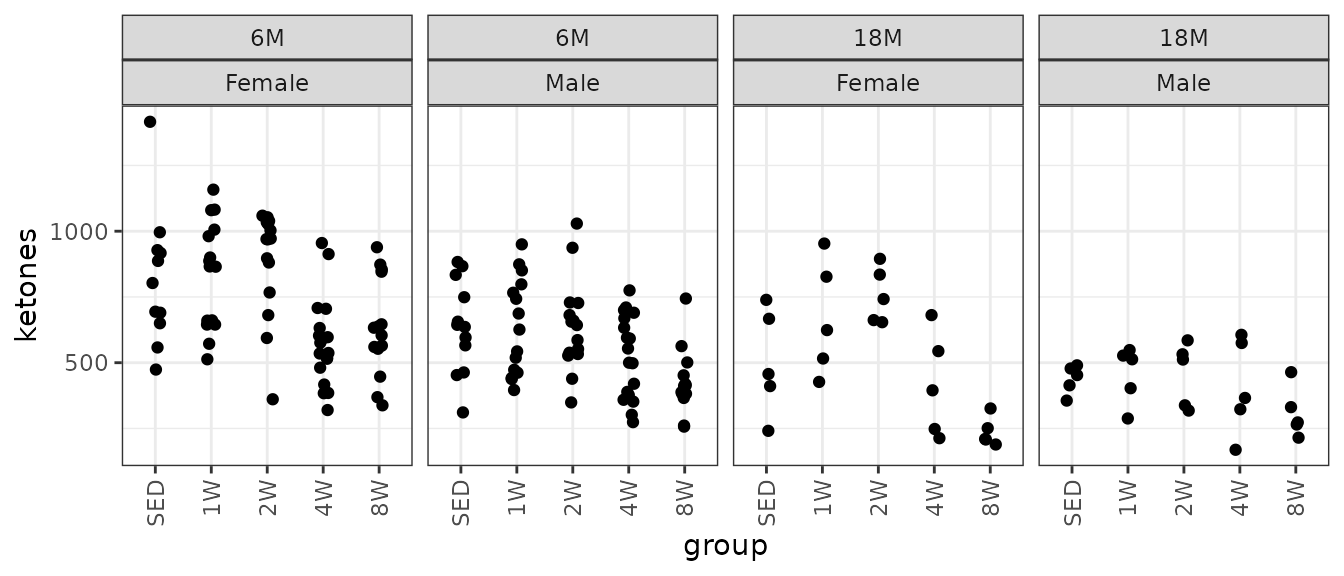 6M 6M 18M 18M
Female Male Female Male
ketones
1000
500
SED 1W 2W 4W 8W SED 1W 2W 4W 8W SED 1W 2W 4W 8W SED 1W 2W 4W 8W
group